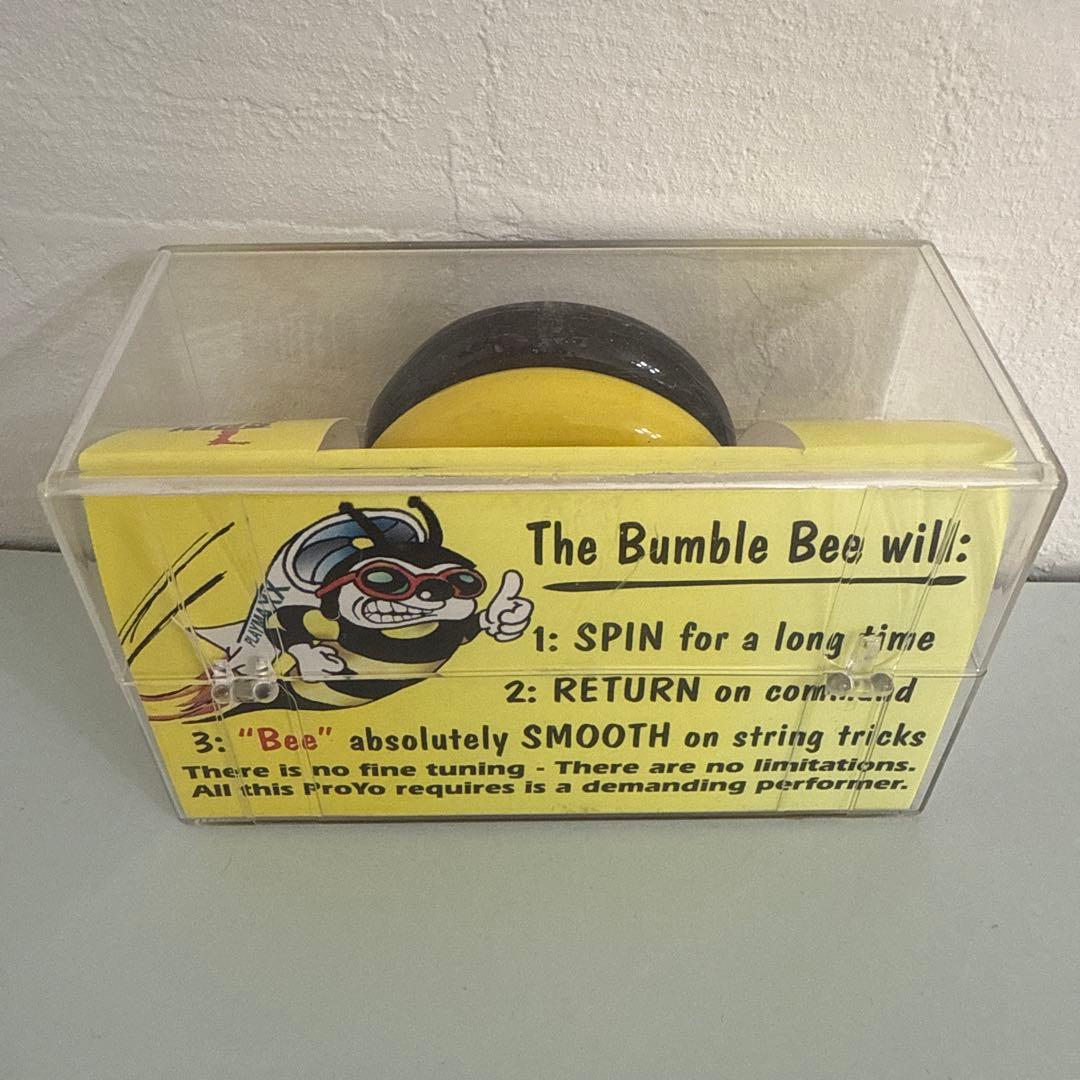 PLAYMAXX
The Bumble Bee will:
1: SPIN for a long time
2: RETURN on command
3: "Bee" absolutely SMOOTH on string tricks
There is no fine tuning - There are no limitations.
All this ProYo requires is a demanding performer.